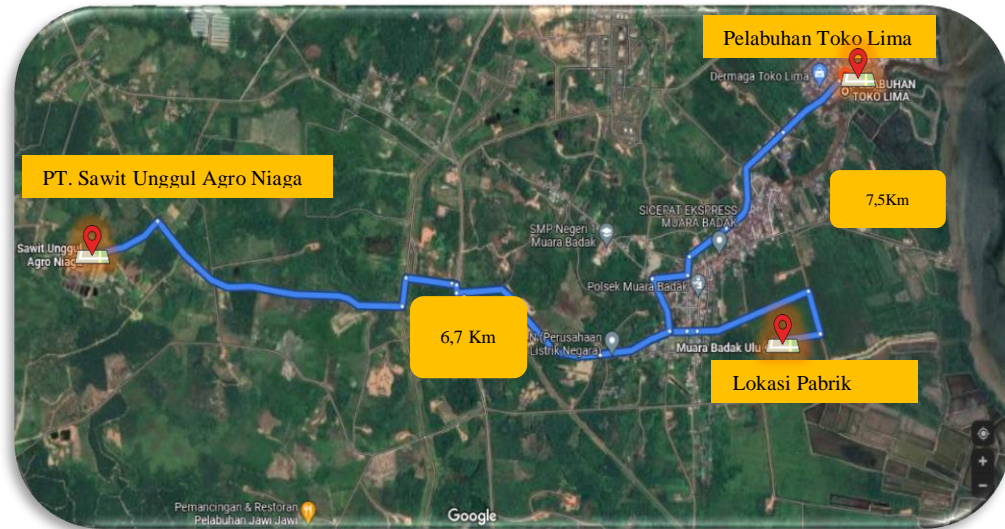 Pelabuhan Toko Lima
Dermaga Toko Lima
TOKO LIMA
PT. Sawit Unggul Agro Niaga
7,5Km
Sawit Unggul
Agro Niaga
SICEPAT EKSPRESS
MUARA BADAK
SMP Negeri 1
Muara Badak
Polsek Muara Badak
6,7 Km
(Perusahaan
Listrik Negara)
Muara Badak Ulu
Lokasi Pabrik
Pemancingan & Restoran
Pelabuhan Jawi Jawi
Google